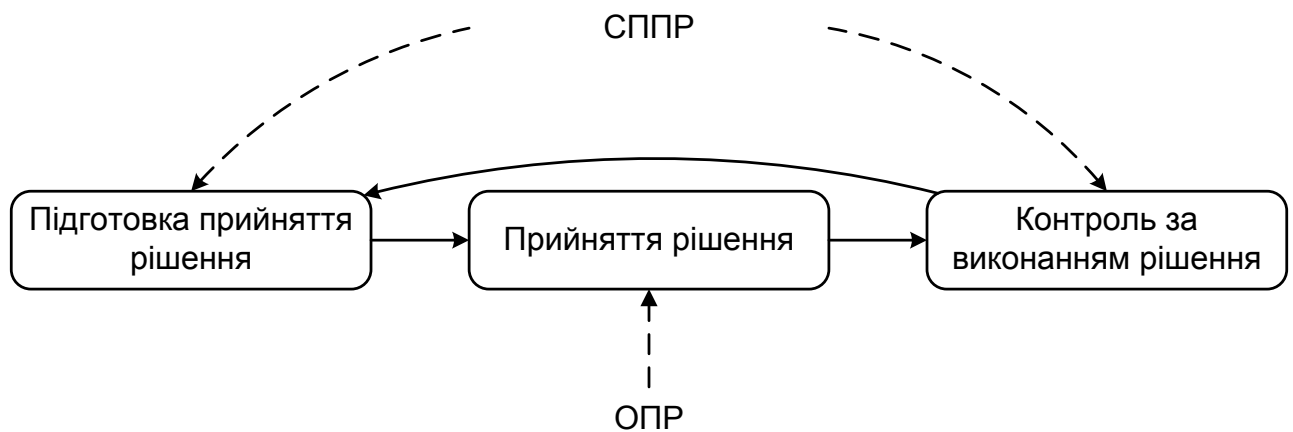 СППР
Підготовка прийняття
рішення
Прийняття рішення
Контроль за
виконанням рішення
ОПР